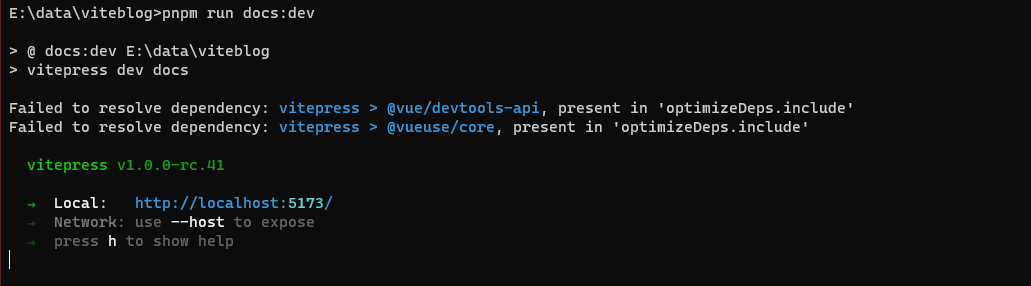 E:\data\viteblog>pnpm run docs:dev
> @ docs:dev E:\data\viteblog
> vitepress dev docs
Failed to resolve dependency: vitepress > @vue/devtools-api, present in 'optimizeDeps.include'
Failed to resolve dependency: vitepress > @vueuse/core, present in 'optimizeDeps.include'
vitepress v1.0.0-rc.41
→ Local: http://localhost:5173/
→ Network: use --host to expose
→ press h to show help